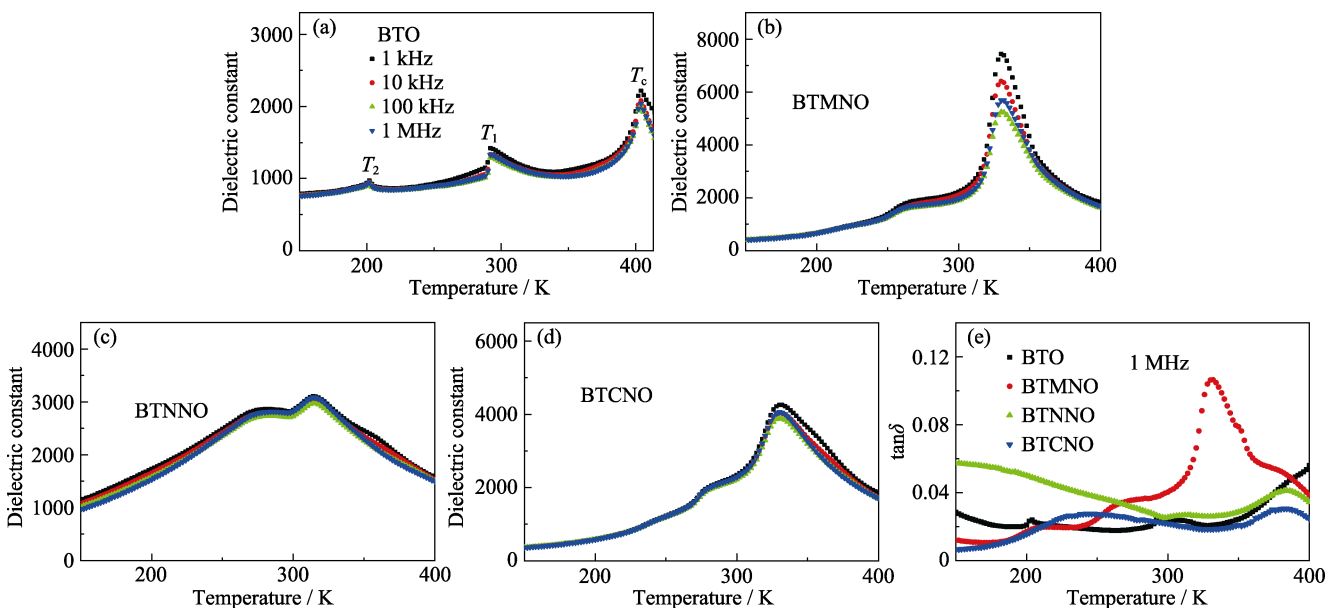 (a)
BTO
1 kHz
10 kHz
100 kHz
1 MHz
T2
T1
Tc
3000
2000
1000
0
200
300
400
Dielectric constant
Temperature / K
(b)
BTMNO
8000
6000
4000
2000
0
200
300
400
Dielectric constant
Temperature / K
(c)
BTNNO
4000
3000
2000
1000
0
200
300
400
Dielectric constant
Temperature / K
(d)
BTCNO
6000
4000
2000
0
200
300
400
Dielectric constant
Temperature / K
(e)
BTO
BTMNO
BTNNO
BTCNO
1 MHz
0.12
0.08
0.04
0
200
300
400
tanδ
Temperature / K